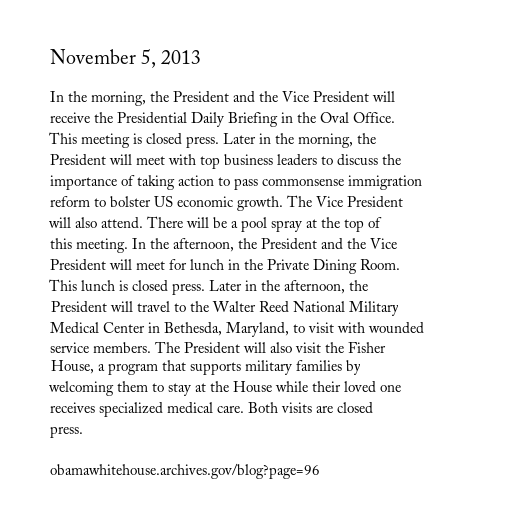 November 5, 2013
In the morning, the President and the Vice President will
receive the Presidential Daily Briefing in the Oval Office.
This meeting is closed press. Later in the morning, the
President will meet with top business leaders to discuss the
importance of taking action to pass commonsense immigration
reform to bolster US economic growth. The Vice President
will also attend. There will be a pool spray at the top of
this meeting. In the afternoon, the President and the Vice
President will meet for lunch in the Private Dining Room.
This lunch is closed press. Later in the afternoon, the
President will travel to the Walter Reed National Military
Medical Center in Bethesda, Maryland, to visit with wounded
service members. The President will also visit the Fisher
House, a program that supports military families by
welcoming them to stay at the House while their loved one
receives specialized medical care. Both visits are closed
press.
obamawhitehouse.archives.gov/blog?page=96